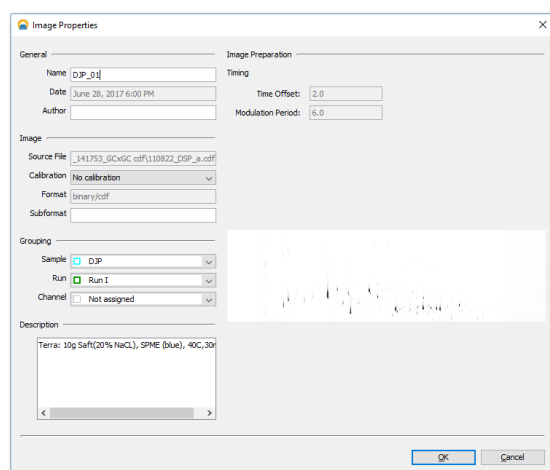 Image Properties
General
Name DJP_01
Date June 28, 2017 6:00 PM
Author
Image
Source File _141753_GCxGC cdf\110822_DSP_a.cdf
Calibration No calibration
Format binary/cdf
Subformat
Grouping
Sample DJP
Run Run I
Channel Not assigned
Description
Terra: 10g Saft(20% NaCL), SPME (blue), 40C,30r
Image Preparation
Timing
Time Offset: 2.0
Modulation Period: 6.0
OK Cancel